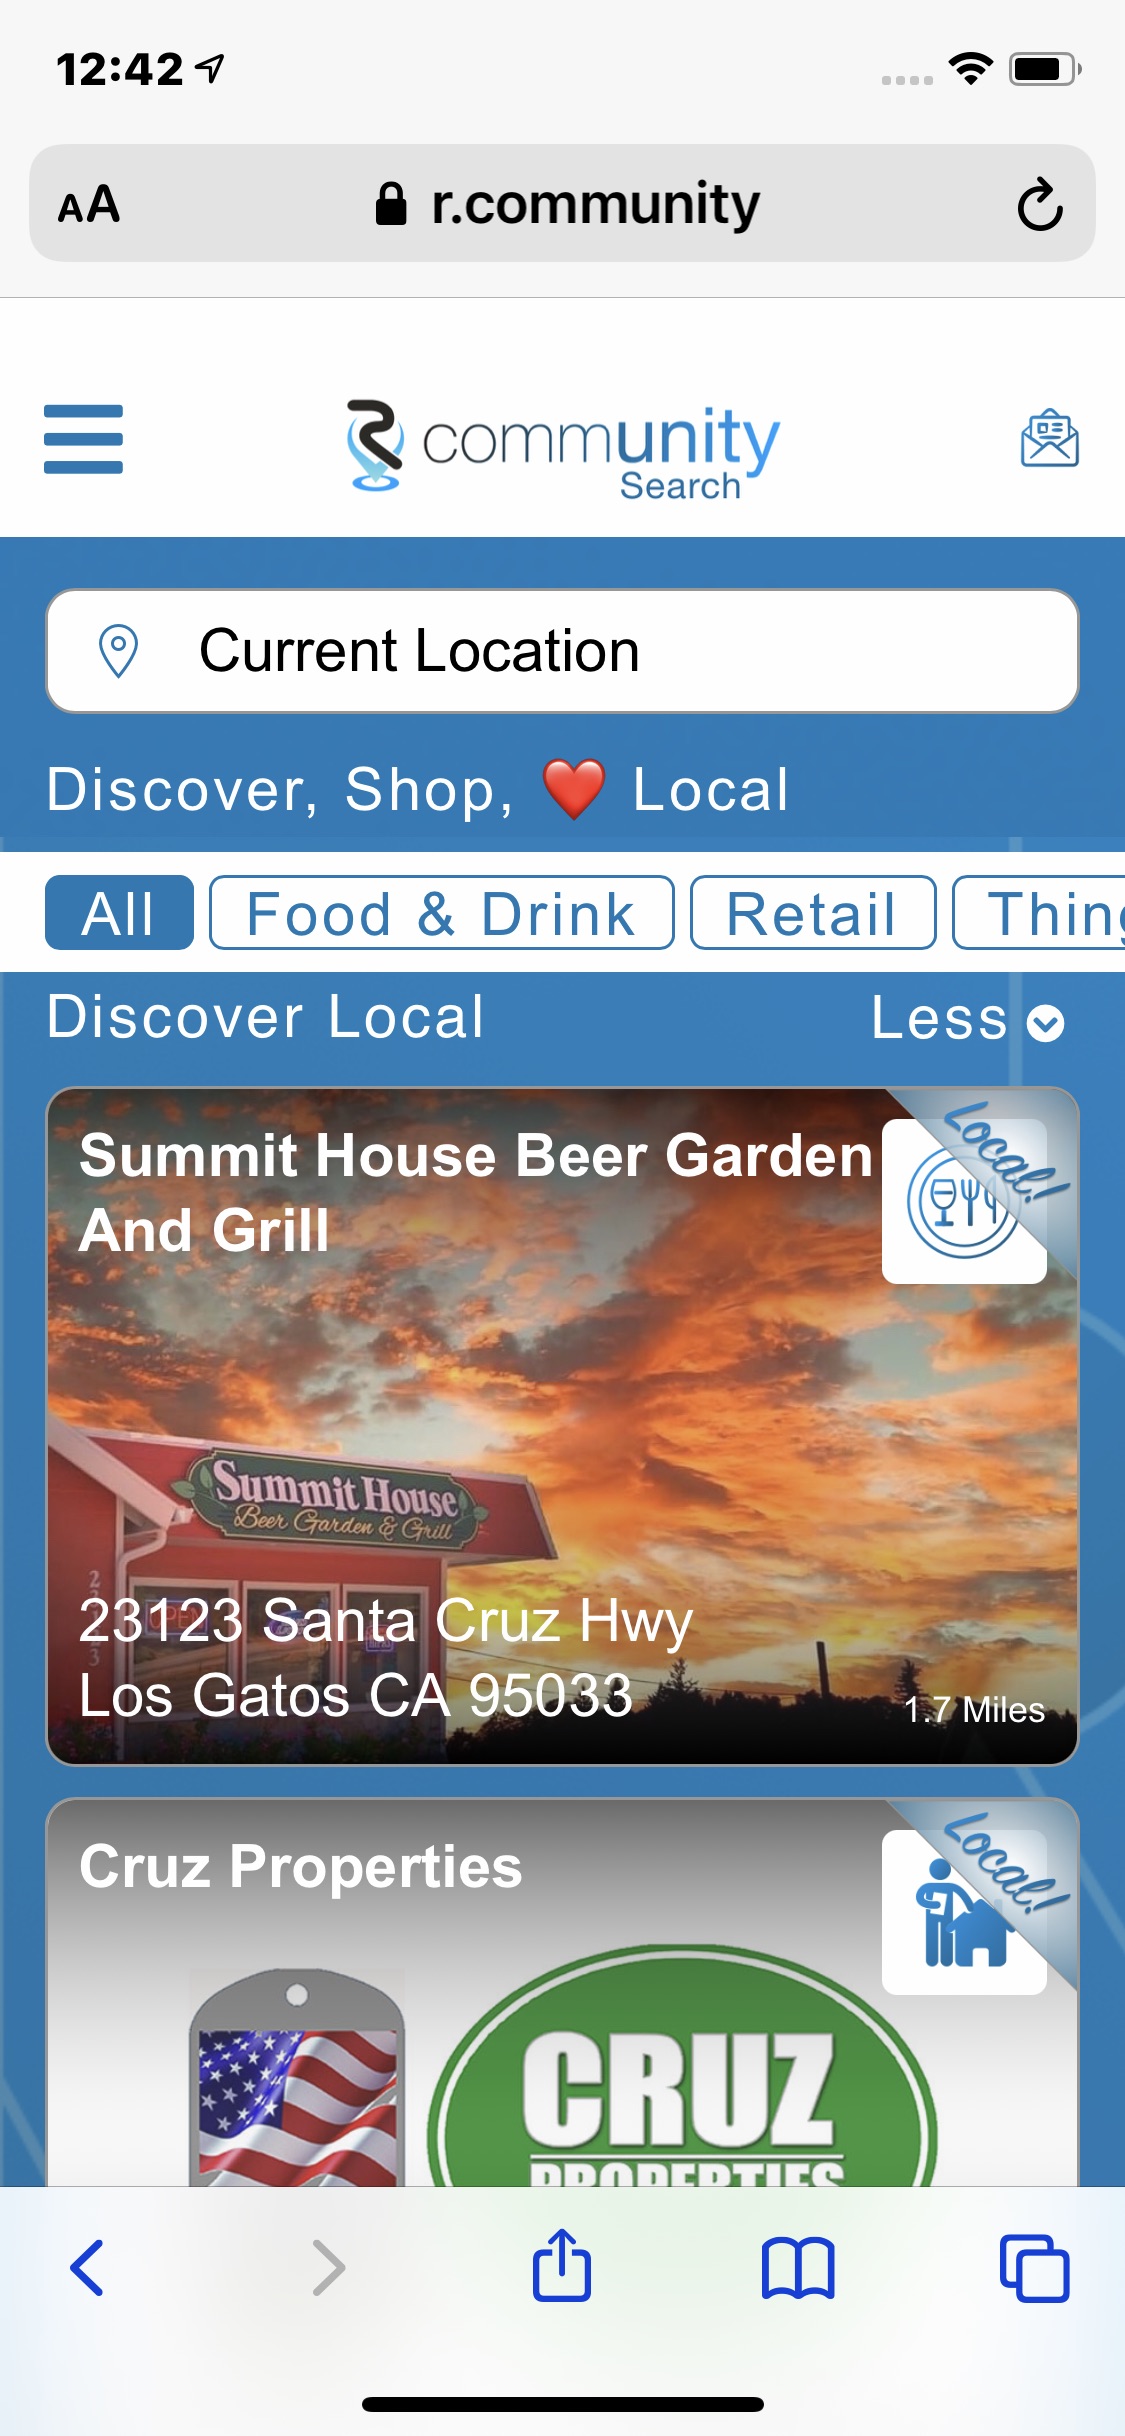 12:42
AA r.community
R community
Search
Current Location
Discover, Shop, ❤️ Local
All Food & Drink Retail Thing
Discover Local Less
Summit House Beer Garden
And Grill
Local!
Summit House
Beer Garden & Grill
OPEN
23123 Santa Cruz Hwy
Los Gatos CA 95033
1.7 Miles
Cruz Properties
Local!
CRUZ
PROPERTIES